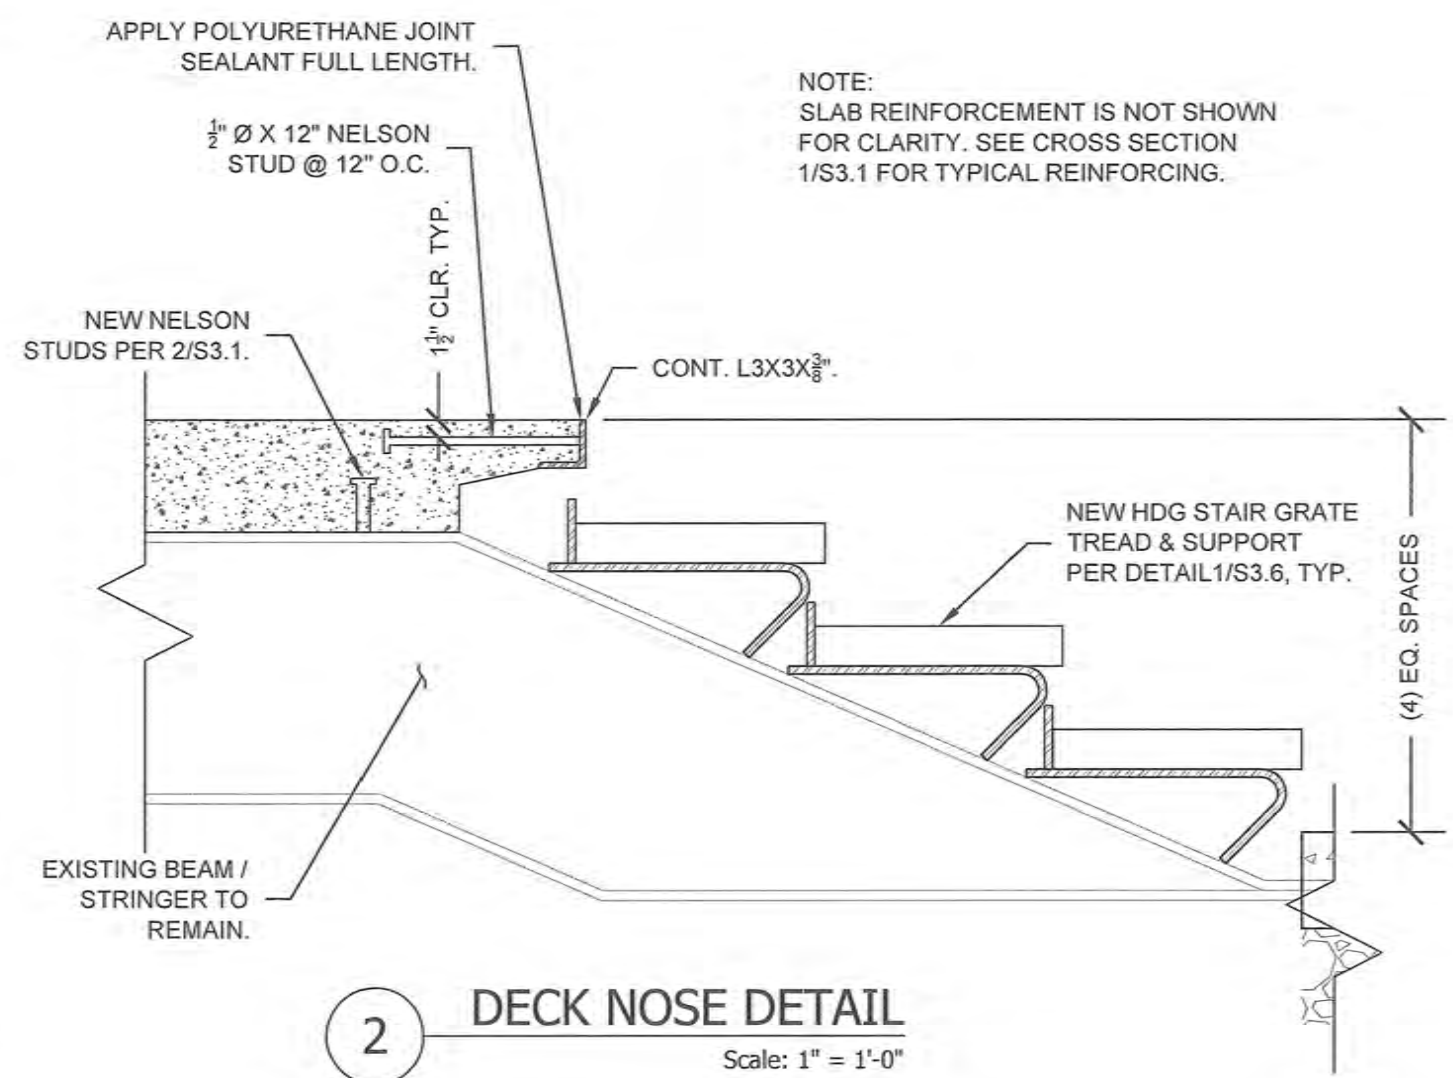 APPLY POLYURETHANE JOINT
SEALANT FULL LENGTH.
NOTE:
SLAB REINFORCEMENT IS NOT SHOWN
FOR CLARITY. SEE CROSS SECTION
1/S3.1 FOR TYPICAL REINFORCING.
1/2" Ø X 12" NELSON
STUD @ 12" O.C.
1 1/2" CLR. TYP.
NEW NELSON
STUDS PER 2/S3.1.
CONT. L3X3X3/8".
NEW HDG STAIR GRATE
TREAD & SUPPORT
PER DETAIL1/S3.6, TYP.
(4) EQ. SPACES
EXISTING BEAM /
STRINGER TO
REMAIN.
2
DECK NOSE DETAIL
Scale: 1" = 1'-0"